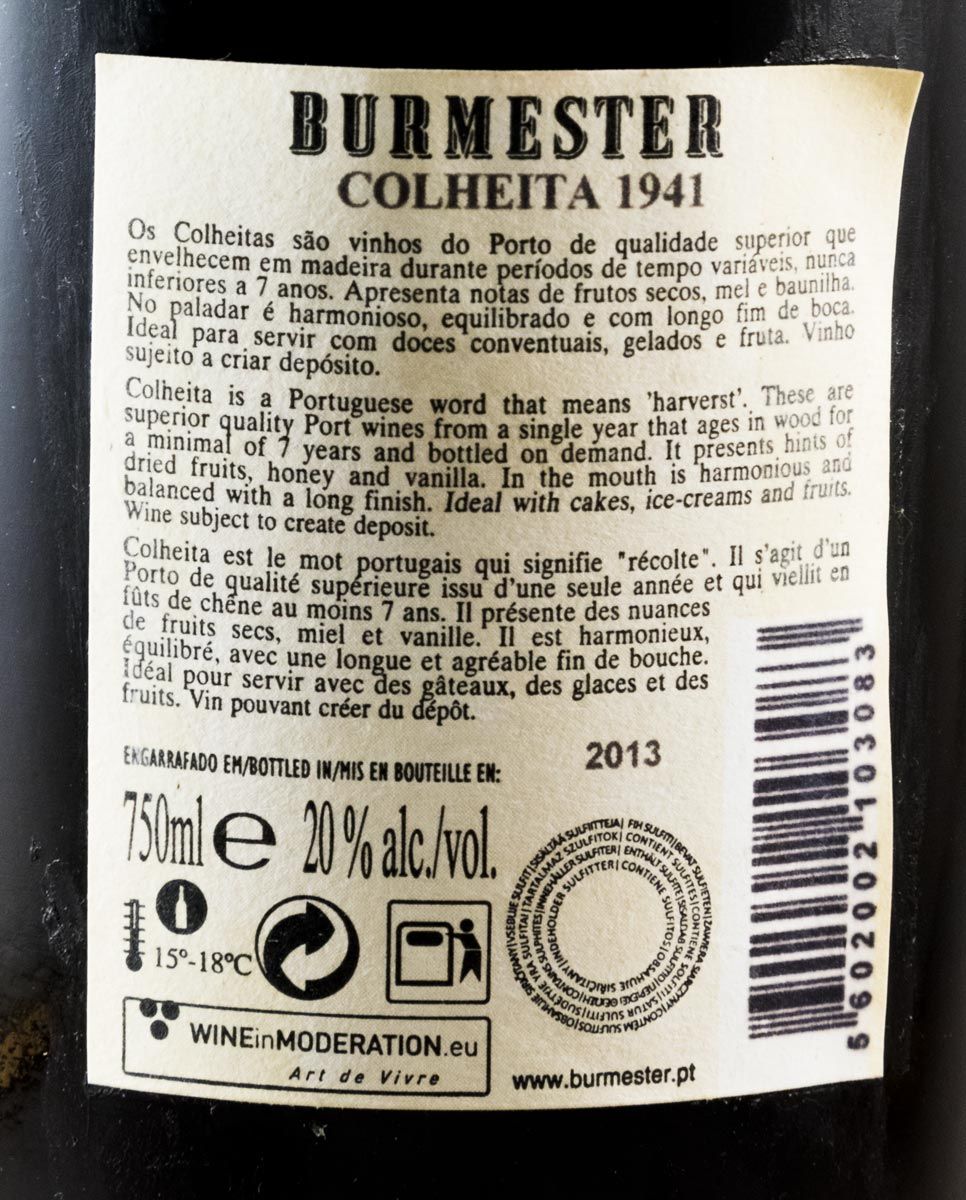 BURMESTER
COLHEITA 1941
Os Colheitas são vinhos do Porto de qualidade superior que
envelhecem em madeira durante períodos de tempo variáveis, nunca
inferiores a 7 anos. Apresenta notas de frutos secos, mel e baunilha.
No paladar é harmonioso, equilibrado e com longo fim de boca.
Ideal para servir com doces conventuais, gelados e fruta. Vinho
sujeito a criar depósito.
Colheita is a Portuguese word that means 'harverst'. These are
superior quality Port wines from a single year that ages in wood for
a minimal of 7 years and bottled on demand. It presents hints of
dried fruits, honey and vanilla. In the mouth is harmonious and
balanced with a long finish. Ideal with cakes, ice-creams and fruits.
Wine subject to create deposit.
Colheita est le mot portugais qui signifie "récolte". Il s'agit d'un
Porto de qualité supérieure issu d'une seule année et qui viellit en
fûts de chêne au moins 7 ans. Il présente des nuances
de fruits secs, miel et vanille. Il est harmonieux,
équilibré, avec une longue et agréable fin de bouche.
Idéal pour servir avec des gâteaux, des glaces et des
fruits. Vin pouvant créer du dépôt.
ENGARRAFADO EM/BOTTLED IN/MIS EN BOUTEILLE EN:
2013
750ml e 20 % alc./vol.
15º-18ºC
WINEinMODERATION.eu
Art de Vivre
www.burmester.pt
5602002103083